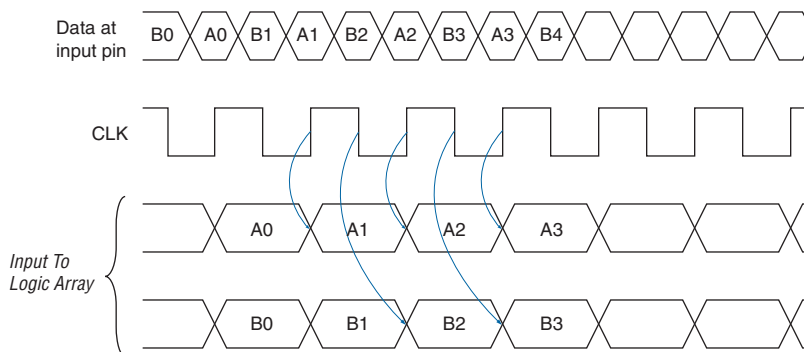 Data at
input pin
B0 A0 B1 A1 B2 A2 B3 A3 B4
CLK
Input To
Logic Array
A0 A1 A2 A3
B0 B1 B2 B3